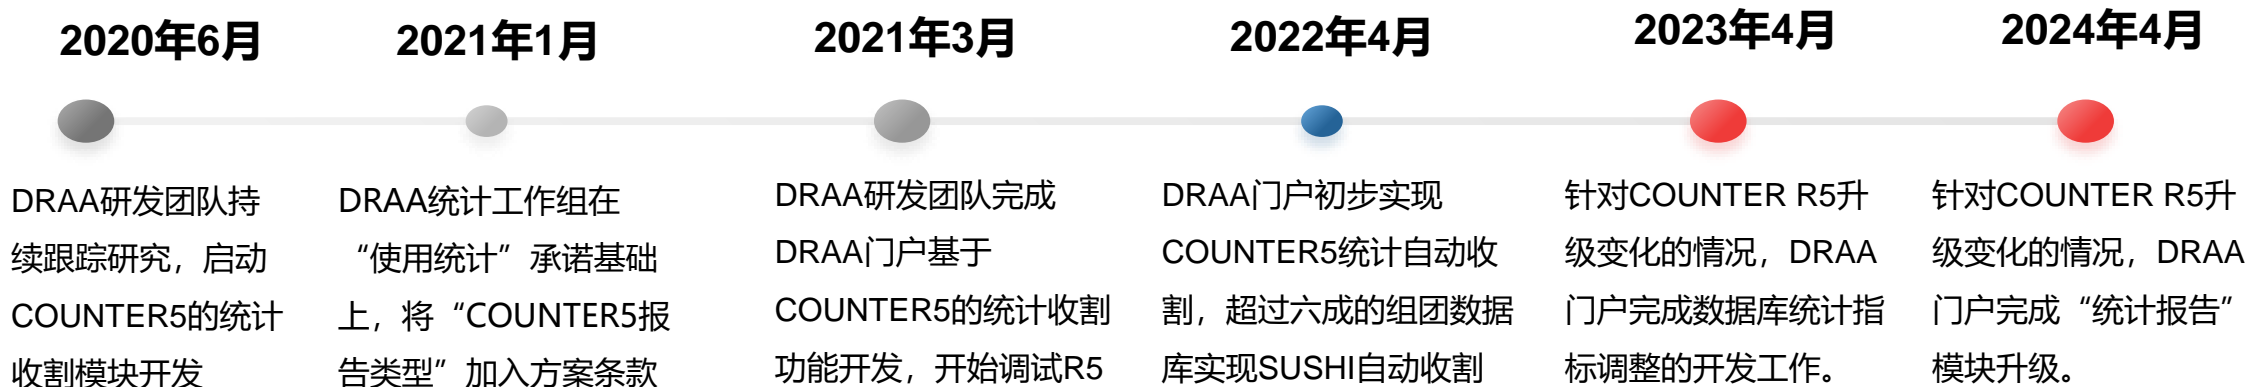 2020年6月
DRAA研发团队持
续跟踪研究，启动
COUNTER5的统计
收割模块开发
2021年1月
DRAA统计工作组在
“使用统计”承诺基础
上，将“COUNTER5报
告类型”加入方案条款
2021年3月
DRAA研发团队完成
DRAA门户基于
COUNTER5的统计收割
功能开发，开始调试R5
2022年4月
DRAA门户初步实现
COUNTER5统计自动收
割，超过六成的组团数据
库实现SUSHI自动收割
2023年4月
针对COUNTER R5升
级变化的情况，DRAA
门户完成数据库统计指
标调整的开发工作。
2024年4月
针对COUNTER R5升
级变化的情况，DRAA
门户完成“统计报告”
模块升级。